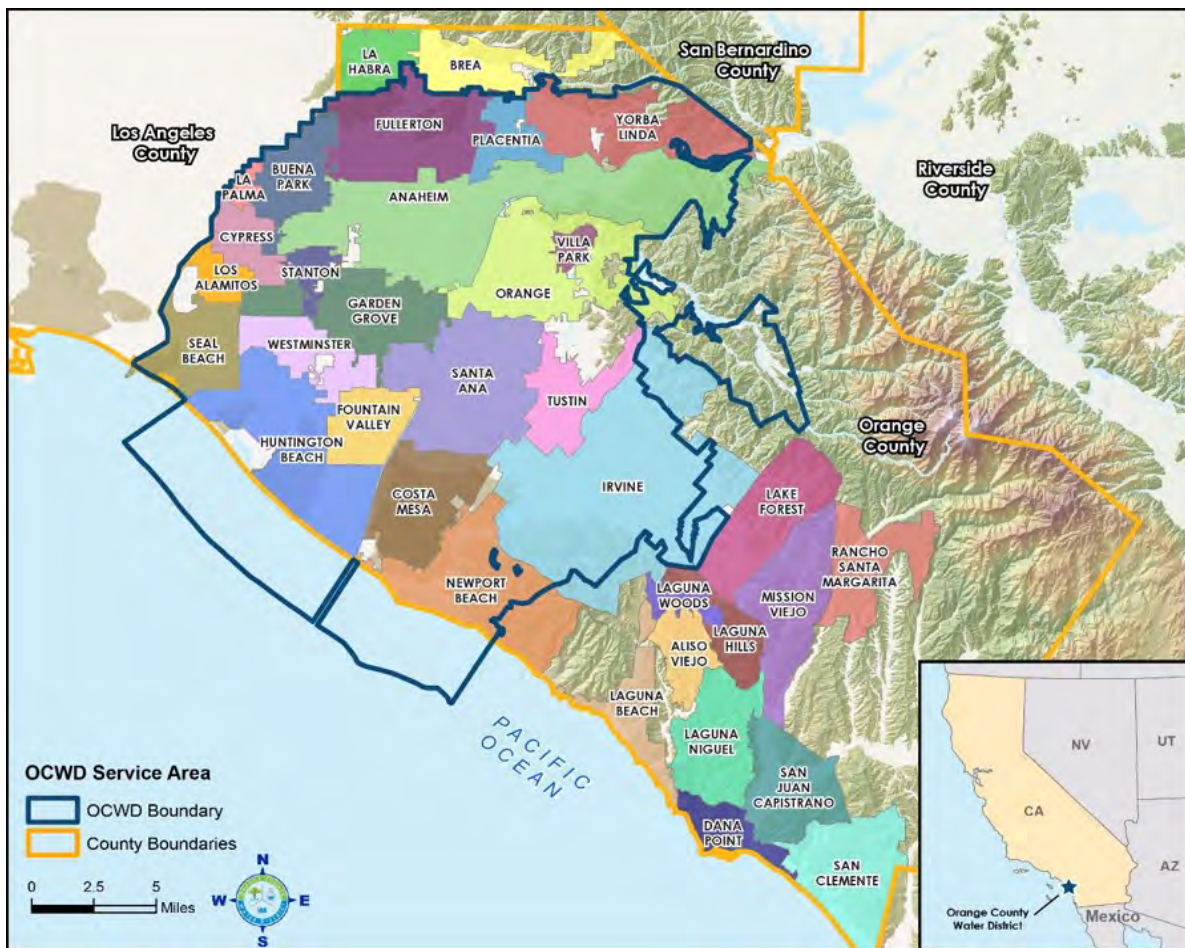 San Bernardino
County
LA
HABRA
BREA
Los Angeles
County
FULLERTON
PLACENTIA
YORBA
LINDA
Riverside
County
BUENA
PARK
LA
PALMA
ANAHEIM
CYPRESS
VILLA
PARK
STANTON
LOS
ALAMITOS
ORANGE
GARDEN
GROVE
SEAL
BEACH
WESTMINSTER
SANTA
ANA
TUSTIN
FOUNTAIN
VALLEY
Orange
County
HUNTINGTON
BEACH
COSTA
MESA
IRVINE
LAKE
FOREST
RANCHO
SANTA
MARGARITA
NEWPORT
BEACH
LAGUNA
WOODS
MISSION
VIEJO
LAGUNA
HILLS
ALISO
VIEJO
LAGUNA
BEACH
PACIFIC
OCEAN
LAGUNA
NIGUEL
SAN
JUAN
CAPISTRANO
DANA
POINT
SAN
CLEMENTE
OCWD Service Area
OCWD Boundary
County Boundaries
0 2.5 5
Miles
N
W E
S
NV
UT
CA
AZ
Orange County
Water District
Mexico